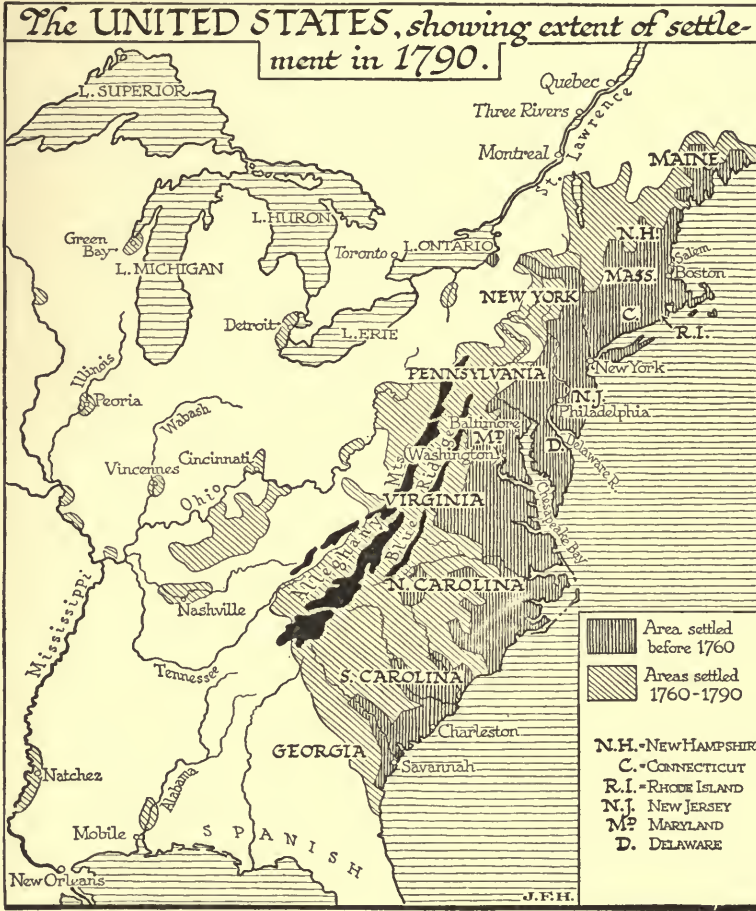 The UNITED STATES, showing extent of settle-
ment in 1790.
Quebec
Three Rivers
Montreal
St. Lawrence
L. SUPERIOR
MAINE
L. HURON
N.H.
Green
Bay
Toronto
L. ONTARIO
Salem
L. MICHIGAN
MASS.
Boston
NEW YORK
C.
Detroit
L. ERIE
R.I.
Illinois
PENNSYLVANIA
New York
Peoria
N.J.
Wabash
Philadelphia
Baltimore
MD
D.
Delaware R.
Cincinnati
Washington
Vincennes
Ohio
Mts.
VIRGINIA
Chesapeake Bay
Alleghany
Blue Ridge
N. CAROLINA
Nashville
Mississippi
Tennessee
S. CAROLINA
Charleston
GEORGIA
Savannah
Natchez
Alabama
Mobile
SPANISH
New Orleans
J.F.H.
Area settled
before 1760
Areas settled
1760-1790
N.H.=NEW HAMPSHIRE
C.=CONNECTICUT
R.I.=RHODE ISLAND
N.J. NEW JERSEY
MD MARYLAND
D. DELAWARE